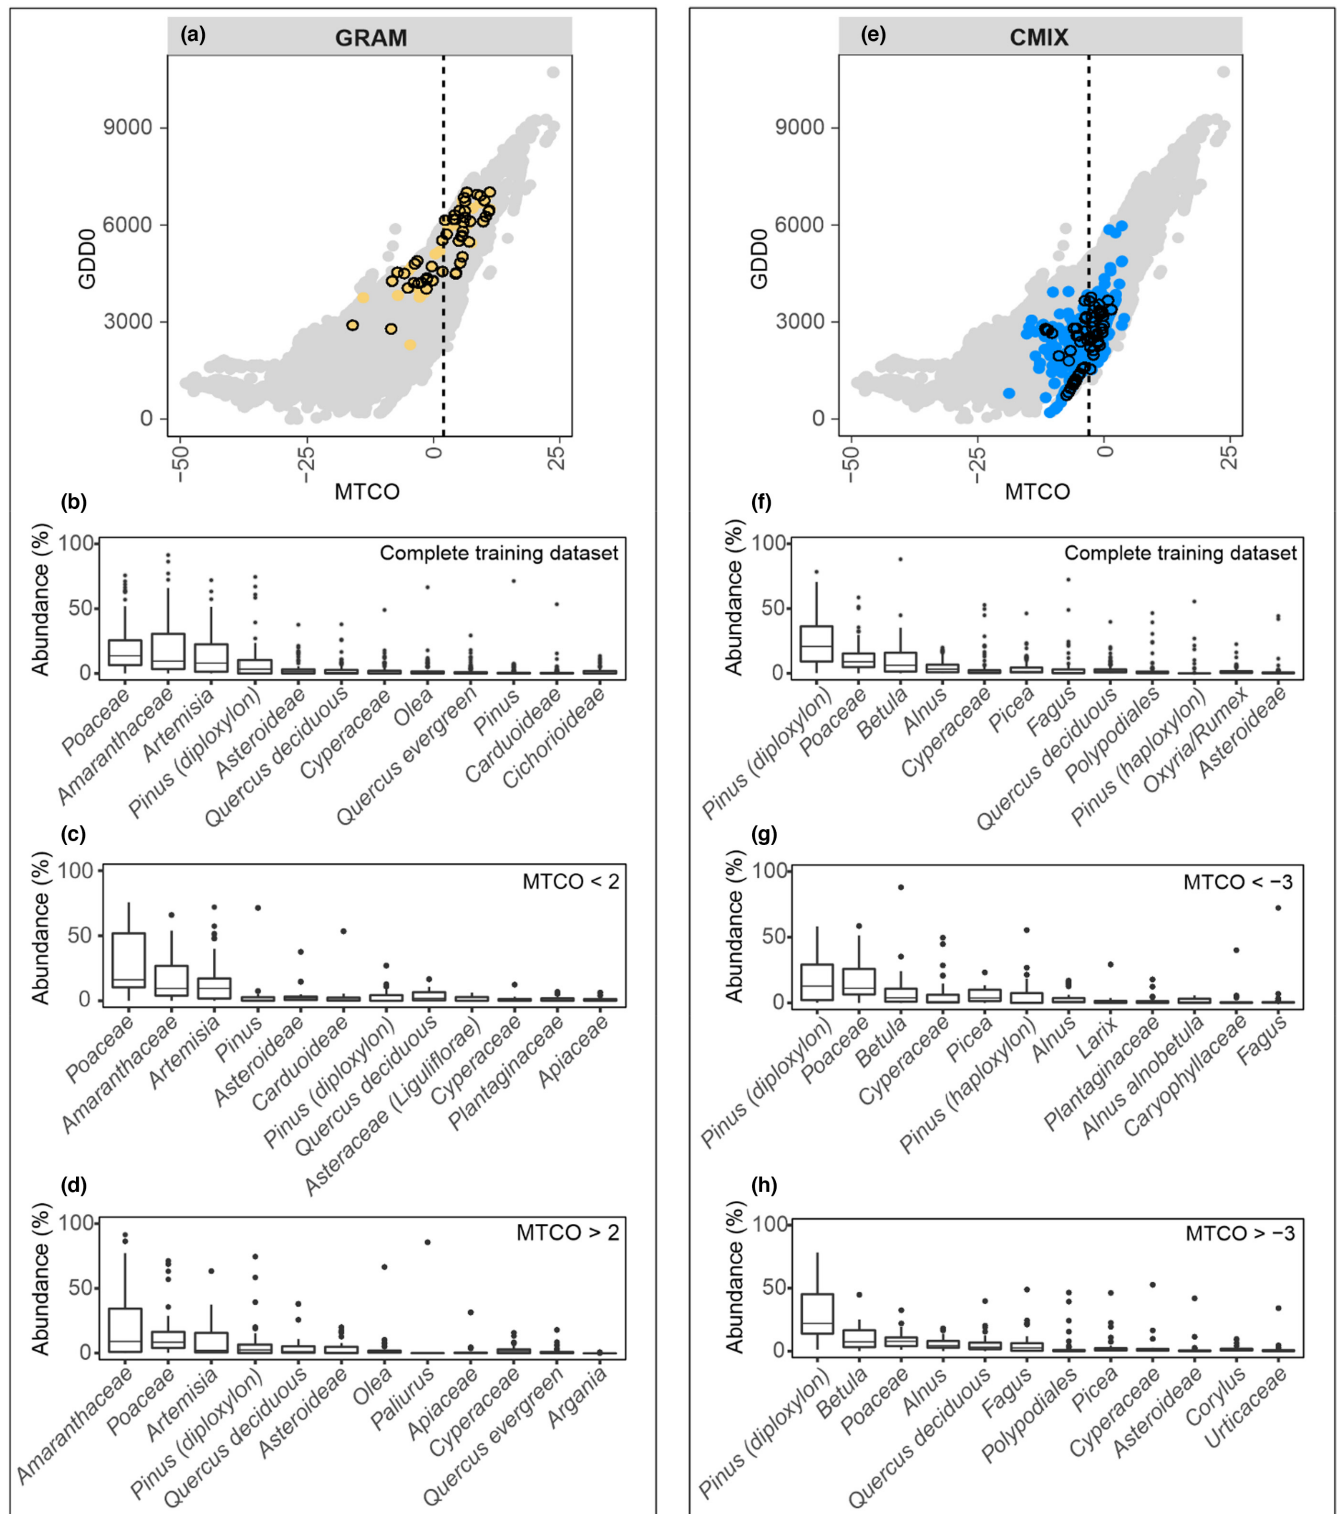 (a) GRAM
9000
6000
3000
0
GDD0
-50
-25
0
25
MTCO
(b)
Abundance (%)
100
50
0
Complete training dataset
Poaceae
Amaranthaceae
Artemisia
Pinus (diploxylon)
Asteroideae
Quercus deciduous
Cyperaceae
Olea
Quercus evergreen
Pinus
Carduoideae
Cichorioideae
(c)
Abundance (%)
100
50
0
MTCO < 2
Poaceae
Amaranthaceae
Artemisia
Pinus
Asteroideae
Carduoideae
Pinus (diploxylon)
Quercus deciduous
Asteraceae (Liguliflorae)
Cyperaceae
Plantaginaceae
Apiaceae
(d)
Abundance (%)
100
50
0
MTCO > 2
Amaranthaceae
Poaceae
Artemisia
Pinus (diploxylon)
Quercus deciduous
Asteroideae
Olea
Paliurus
Apiaceae
Cyperaceae
Quercus evergreen
Argania
(e) CMIX
9000
6000
3000
0
GDD0
-50
-25
0
25
MTCO
(f)
Abundance (%)
100
50
0
Complete training dataset
Pinus (diploxylon)
Poaceae
Betula
Alnus
Cyperaceae
Picea
Fagus
Quercus deciduous
Polypodiales
Pinus (haploxylon)
Oxyria/Rumex
Asteroideae
(g)
Abundance (%)
100
50
0
MTCO < −3
Pinus (diploxylon)
Poaceae
Betula
Cyperaceae
Picea
Pinus (haploxylon)
Alnus
Larix
Plantaginaceae
Alnus alnobetula
Caryophyllaceae
Fagus
(h)
Abundance (%)
100
50
0
MTCO > −3
Pinus (diploxylon)
Betula
Poaceae
Alnus
Quercus deciduous
Fagus
Polypodiales
Picea
Cyperaceae
Asteroideae
Corylus
Urticaceae